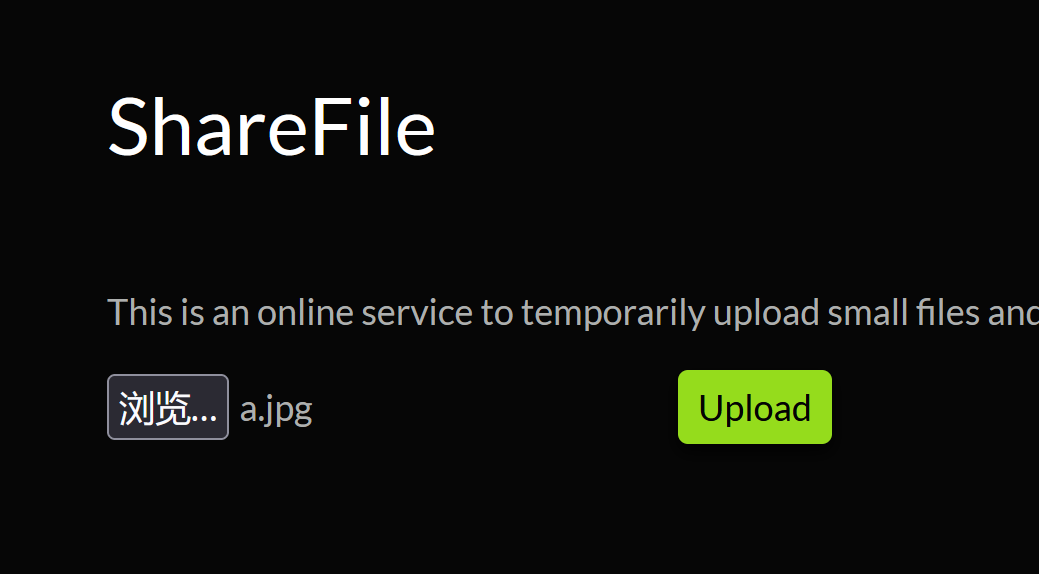 ShareFile
This is an online service to temporarily upload small files and
浏览... a.jpg Upload